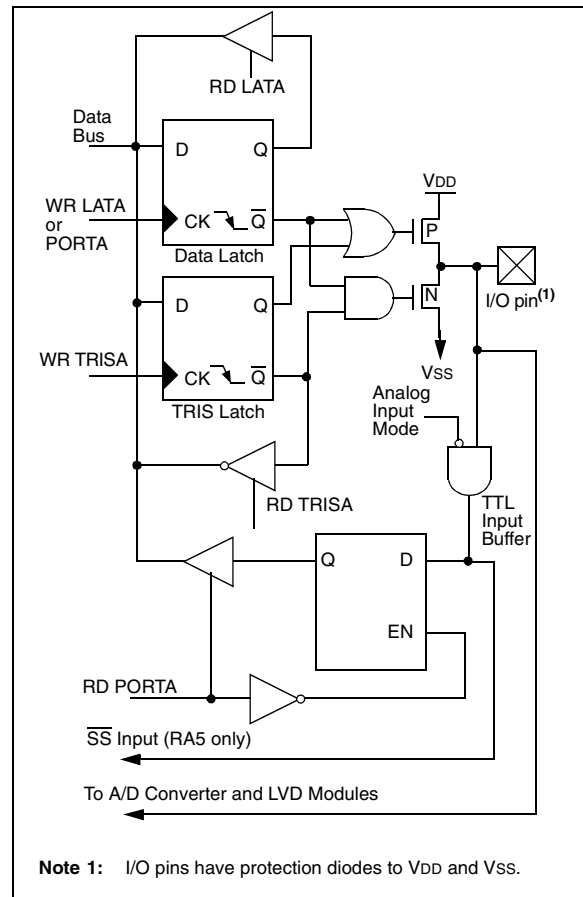 RD LATA
Data
Bus
D Q
WR LATA
or
PORTA
CK Q̅
Data Latch
VDD
P
I/O pin(1)
D Q
N
WR TRISA
CK Q̅
TRIS Latch
VSS
Analog
Input
Mode
RD TRISA
TTL
Input
Buffer
Q D
EN
RD PORTA
S̅S̅ Input (RA5 only)
To A/D Converter and LVD Modules
Note 1: I/O pins have protection diodes to VDD and VSS.